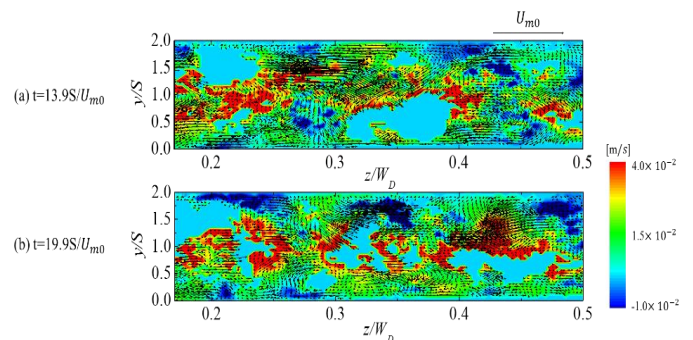 U_m0
2.0
1.5
(a) t=13.9S/U_m0
y/S
1.0
0.5
0.0
0.2 0.3 0.4 0.5
z/W_D
[m/s]
4.0× 10⁻²
2.0
1.5
(b) t=19.9S/U_m0
y/S
1.0
1.5× 10⁻²
0.5
0.0
-1.0× 10⁻²
0.2 0.3 0.4 0.5
z/W_D